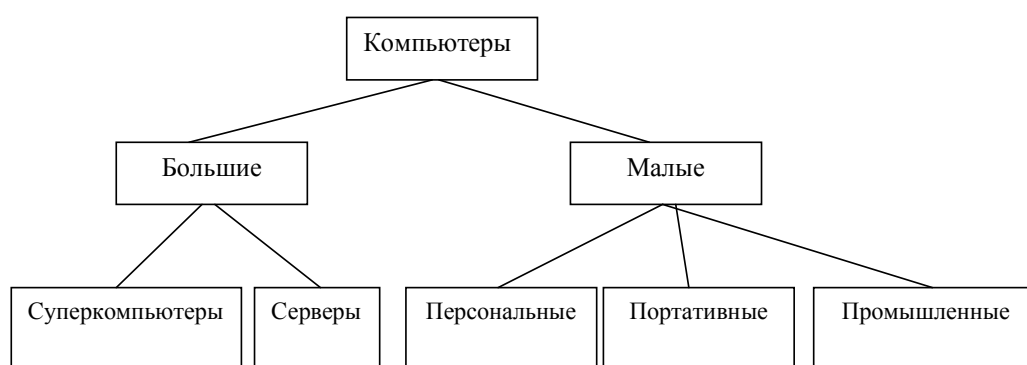 Компьютеры
Большие
Малые
Суперкомпьютеры
Серверы
Персональные
Портативные
Промышленные